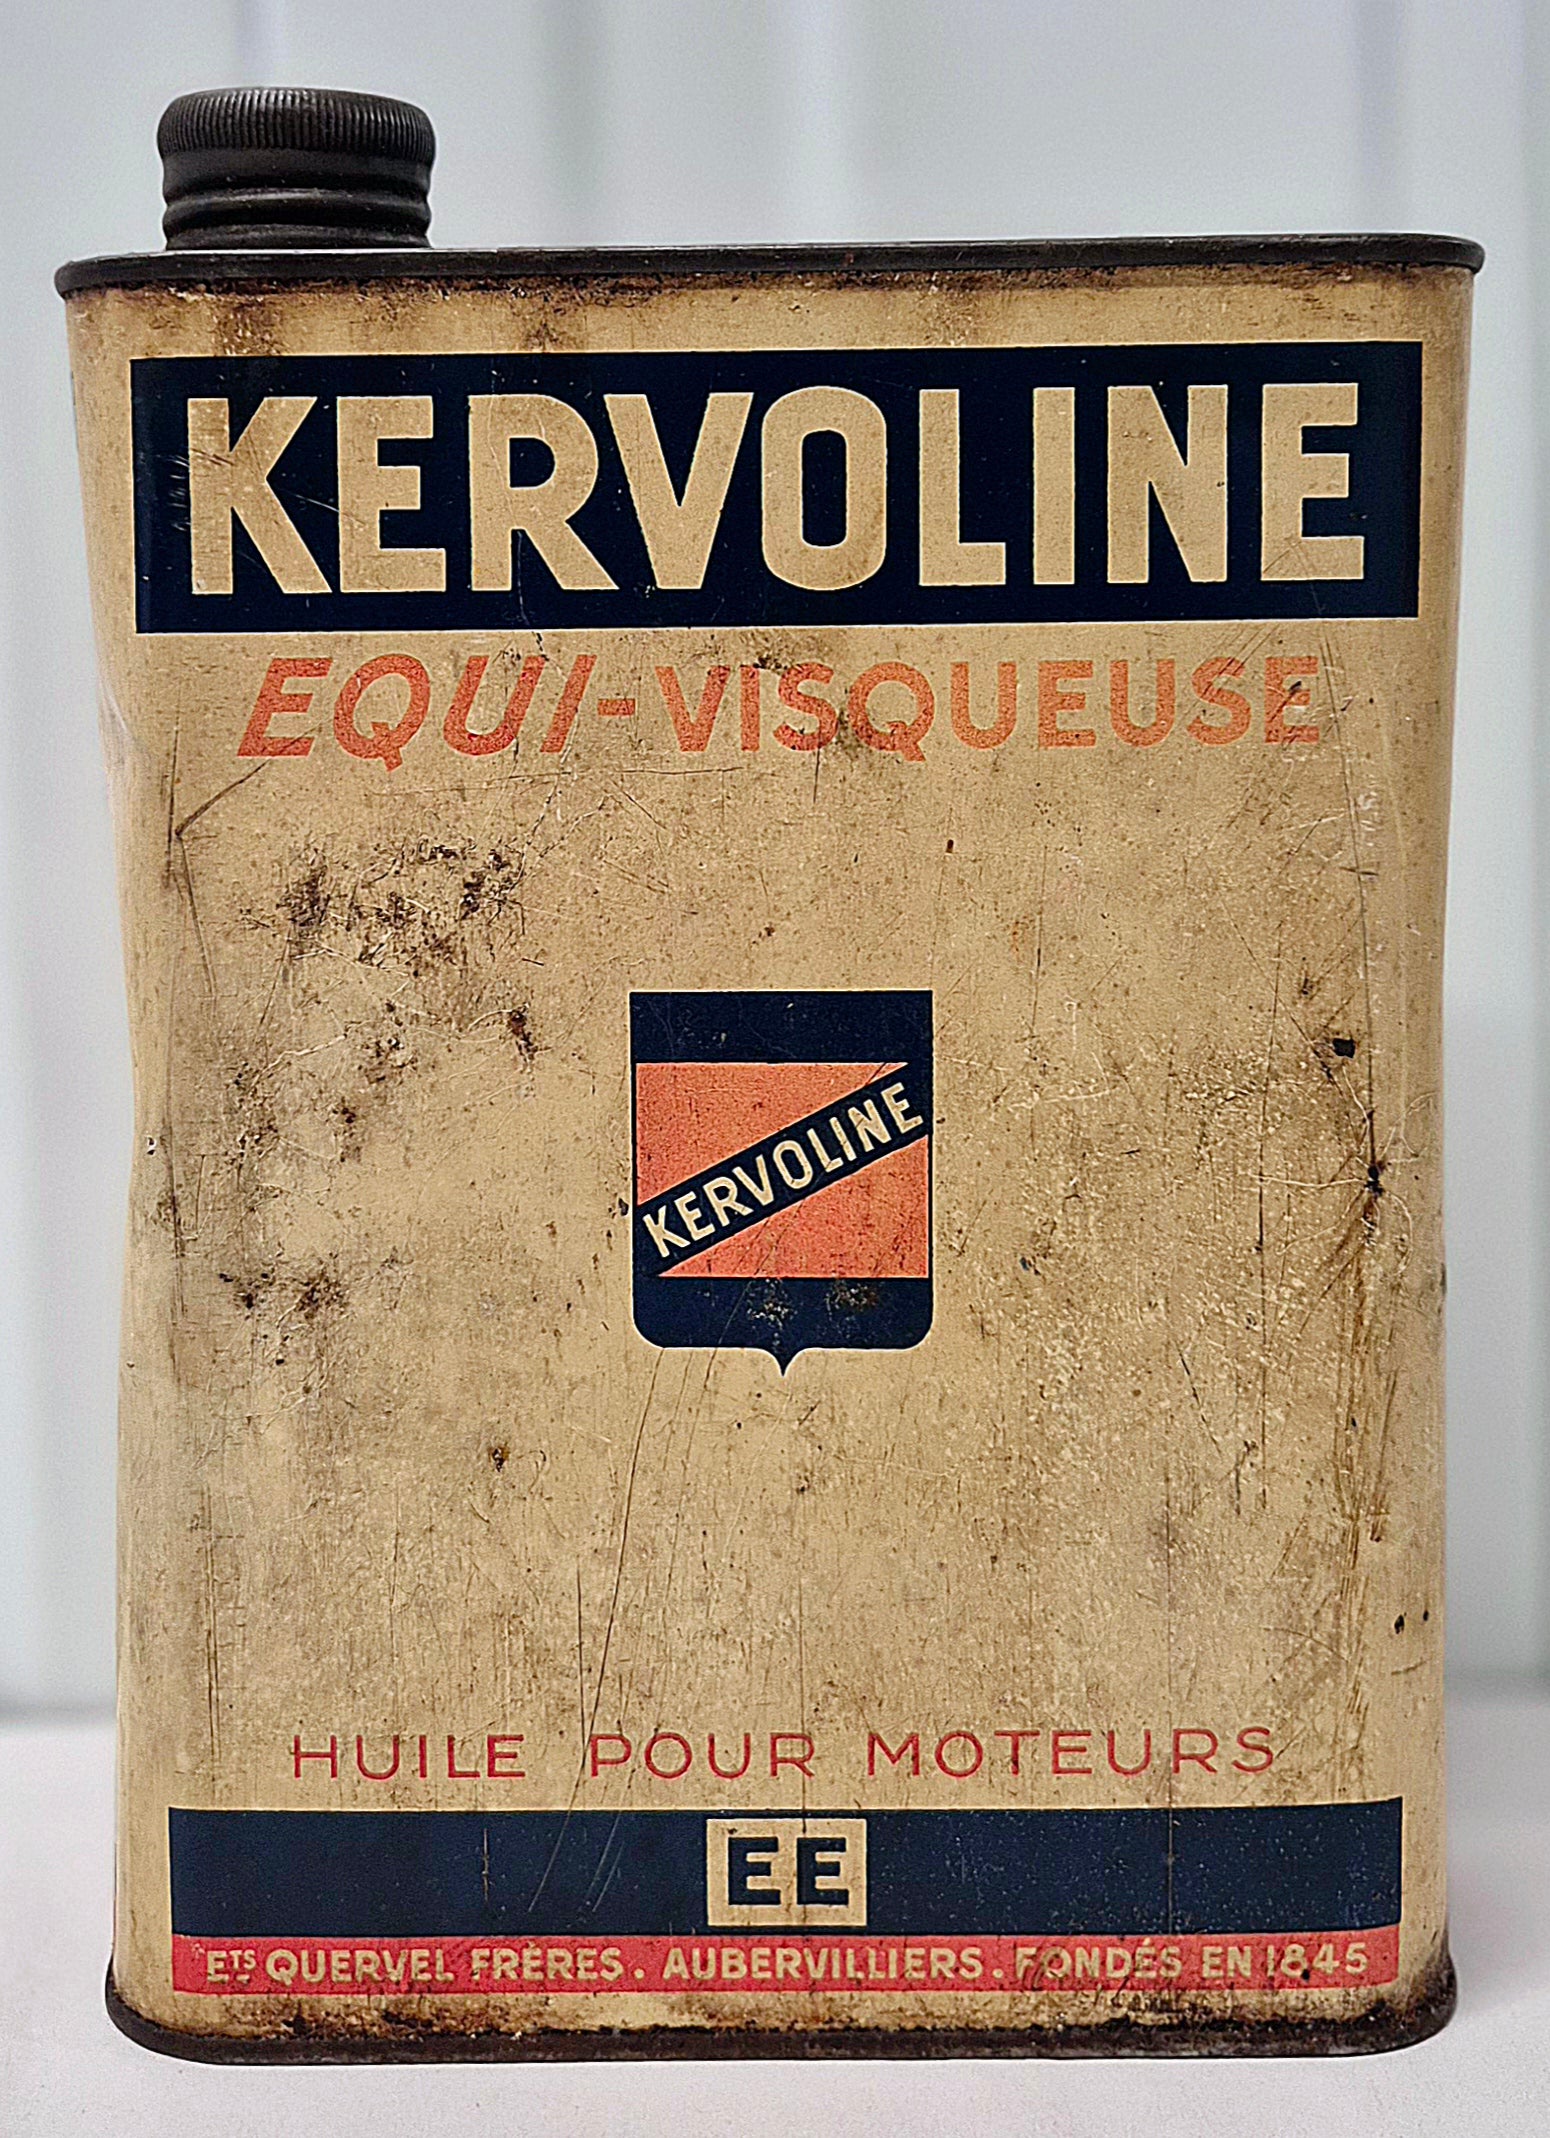 KERVOLINE
EQUI-VISQUEUSE
KERVOLINE
HUILE POUR MOTEURS
EE
ETS QUERVEL FRÈRES. AUBERVILLIERS. FONDÉS EN 1845